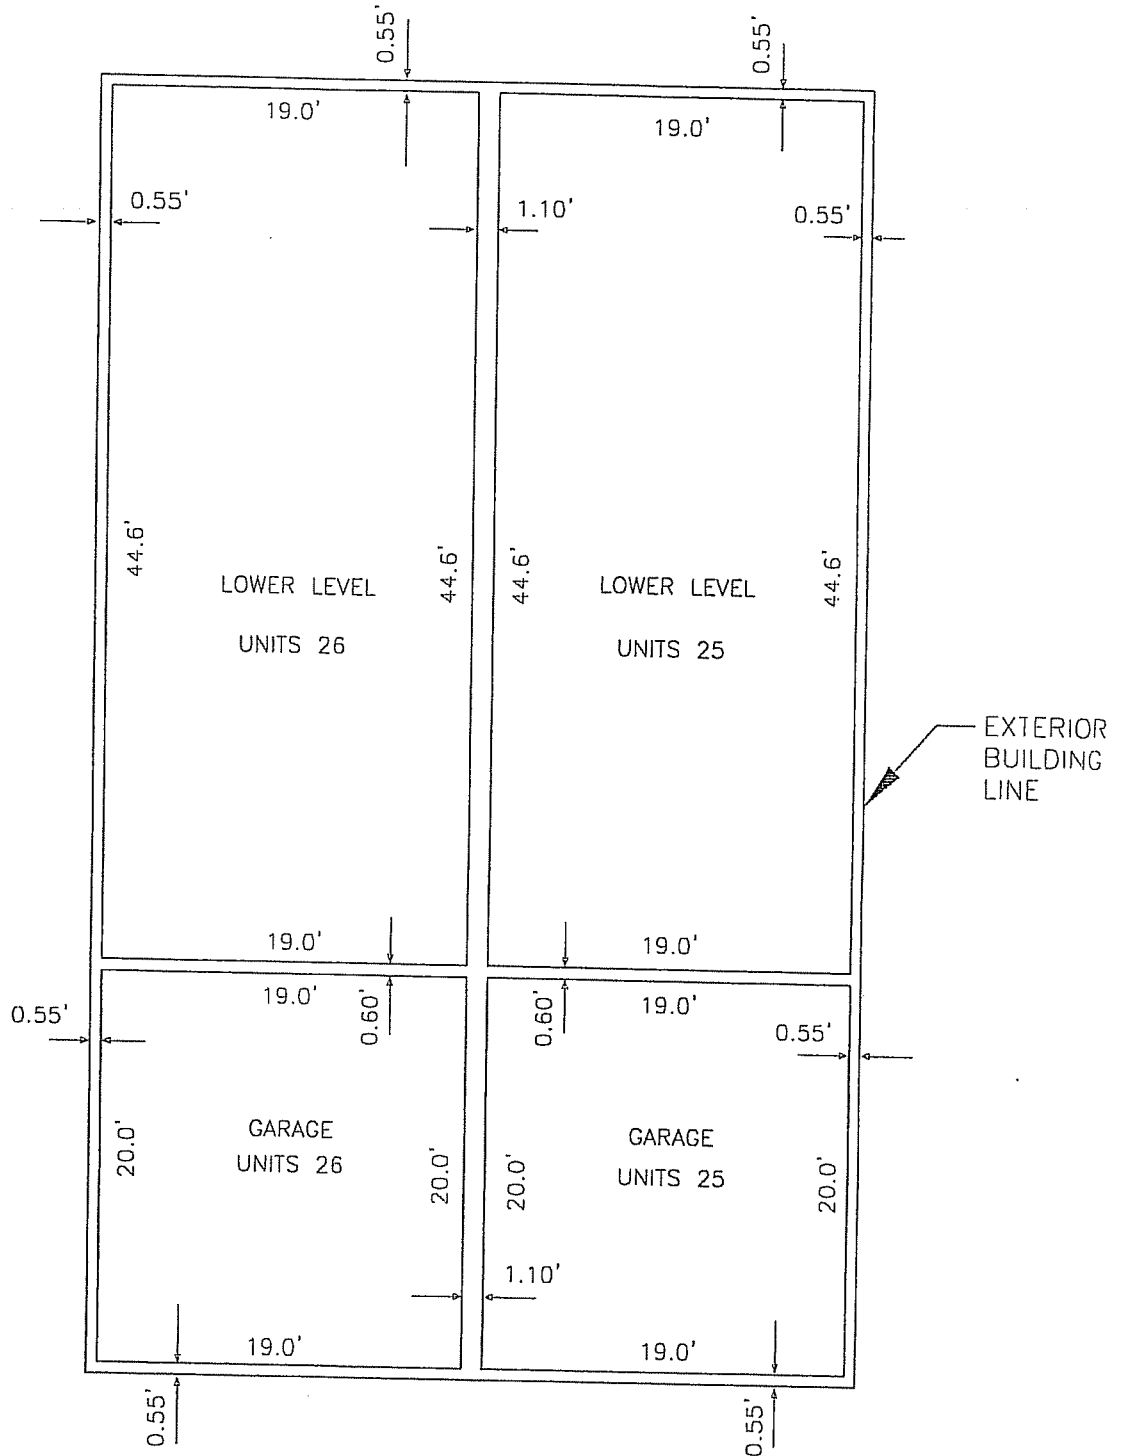 0.55'
0.55'
19.0'
19.0'
0.55'
1.10'
0.55'
44.6'
44.6'
44.6'
44.6'
LOWER LEVEL
UNITS 26
LOWER LEVEL
UNITS 25
EXTERIOR
BUILDING
LINE
19.0'
19.0'
19.0'
0.60'
0.60'
19.0'
0.55'
0.55'
GARAGE
UNITS 26
GARAGE
UNITS 25
20.0'
20.0'
20.0'
20.0'
1.10'
19.0'
19.0'
0.55'
0.55'